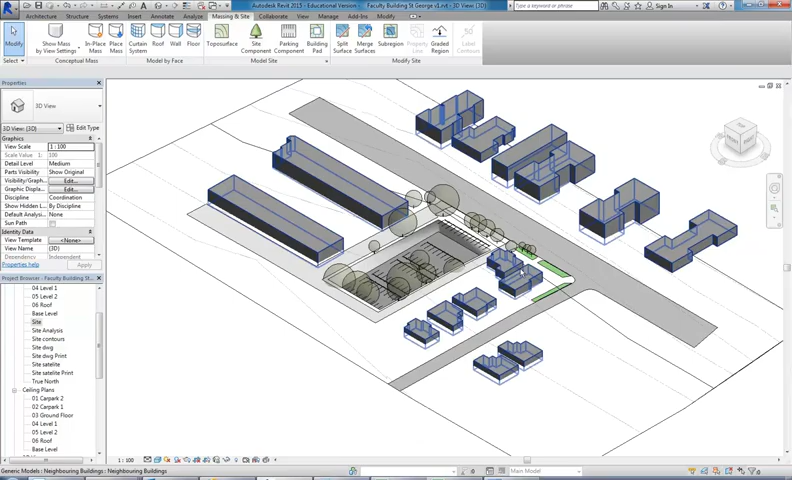 Autodesk Revit 2015 - Educational Version - Faculty Building St George v1.rvt - 3D View: {3D}
Type a keyword or phrase
Sign In
Architecture Structure Systems Insert Annotate Analyze Massing & Site Collaborate View Manage Add-Ins Modify
Modify
Show Mass by View Settings
In-Place Mass
Place Mass
Curtain System
Roof
Wall
Floor
Toposurface
Site Component
Parking Component
Building Pad
Split Surface
Merge Surfaces
Subregion
Property Line
Graded Region
Label Contours
Select
Conceptual Mass
Model by Face
Model Site
Modify Site
Properties
3D View
3D View: {3D}
Edit Type
Graphics
View Scale 1 : 100
Scale Value 1: 100
Detail Level Medium
Parts Visibility Show Original
Visibility/Graph... Edit...
Graphic Displa... Edit...
Discipline Coordination
Show Hidden L... By Discipline
Default Analysi... None
Sun Path
Identity Data
View Template <None>
View Name {3D}
Properties help
Apply
Project Browser - Faculty Building St...
04 Level 1
05 Level 2
06 Roof
Base Level
Site
Site Analysis
Site contours
Site dwg
Site dwg Print
Site satelite
Site satelite Print
True North
Ceiling Plans
01 Carpark 2
02 Carpark 1
03 Ground Floor
04 Level 1
05 Level 2
06 Roof
Base Level
1 : 100
Generic Models : Neighbouring Buildings : Neighbouring Buildings
:0
Main Model